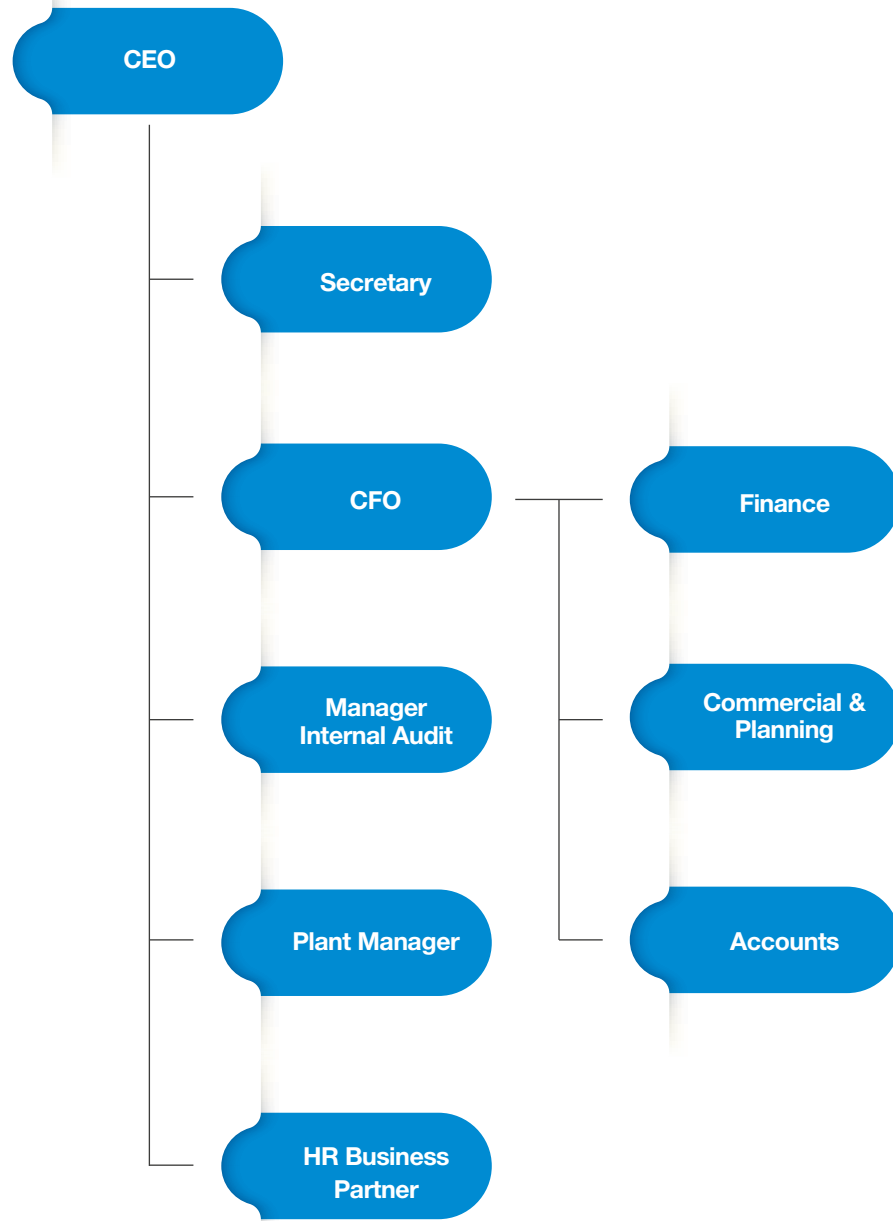 CEO
Secretary
CFO
Finance
Manager
Internal Audit
Commercial &
Planning
Plant Manager
Accounts
HR Business
Partner